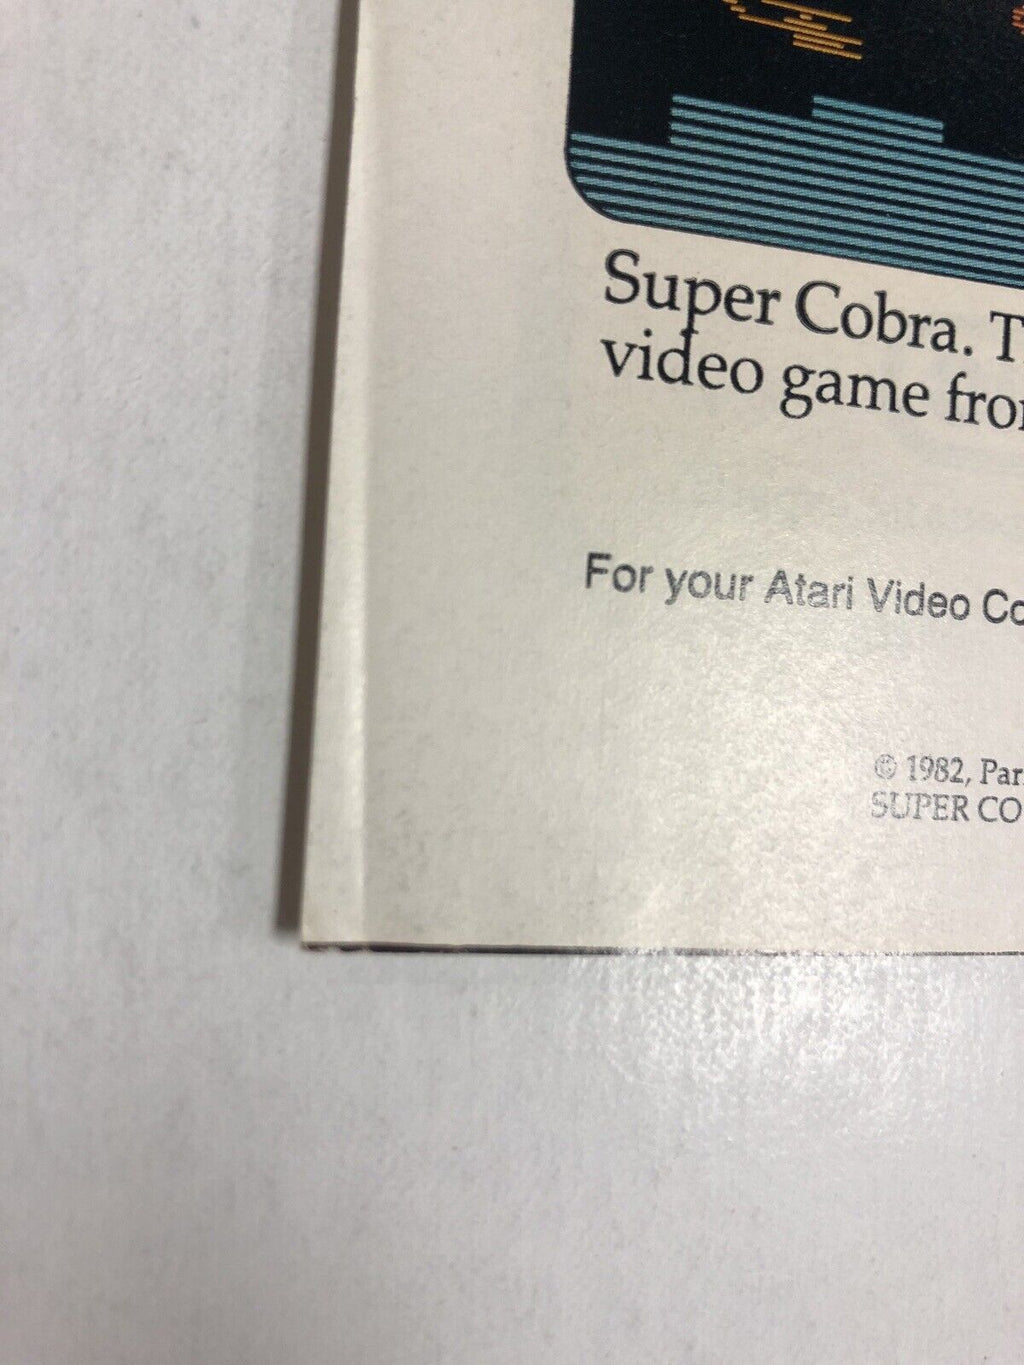 Super Cobra. T
video game fro
For your Atari Video Co
© 1982, Par
SUPER CO